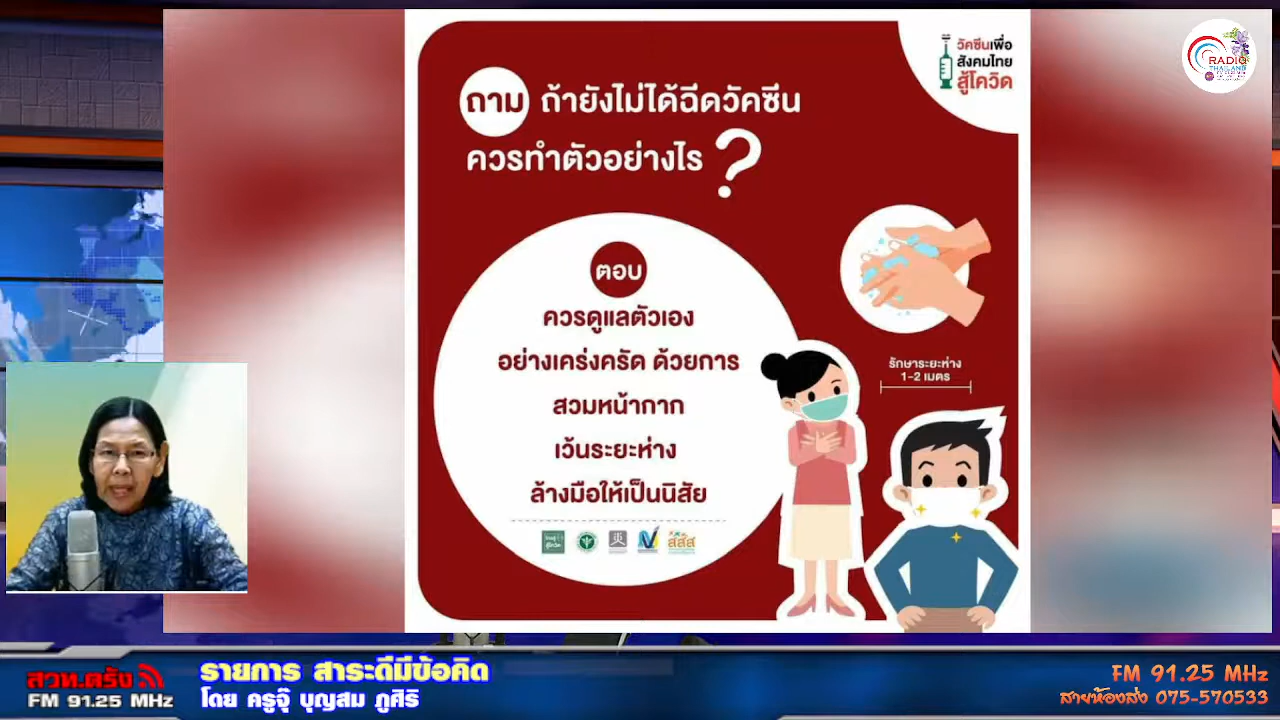 RADIO
THAILAND
วัคซีนเพื่อ
สังคมไทย
สู้โควิด
ถาม ถ้ายังไม่ได้ฉีดวัคซีน
ควรทำตัวอย่างไร ?
ตอบ
ควรดูแลตัวเอง
อย่างเคร่งครัด ด้วยการ
สวมหน้ากาก
เว้นระยะห่าง
ล้างมือให้เป็นนิสัย
รักษาระยะห่าง
1-2 เมตร
สสส
สวท.ตรัง
FM 91.25 MHz
รายการ สาระดีมีข้อคิด
โดย ครูจุ๊ บุญสม ภูศิริ
FM 91.25 MHz
สายห้องส่ง 075-570533